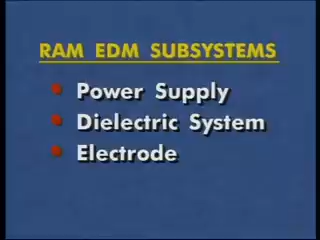 RAM EDM SUBSYSTEMS
• Power Supply
• Dielectric System
• Electrode